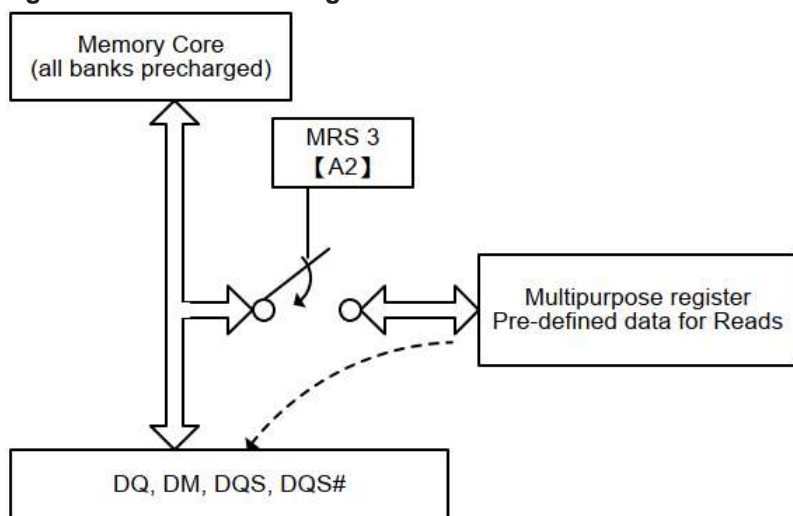 Memory Core
(all banks precharged)
MRS 3
【A2】
Multipurpose register
Pre-defined data for Reads
DQ, DM, DQS, DQS#